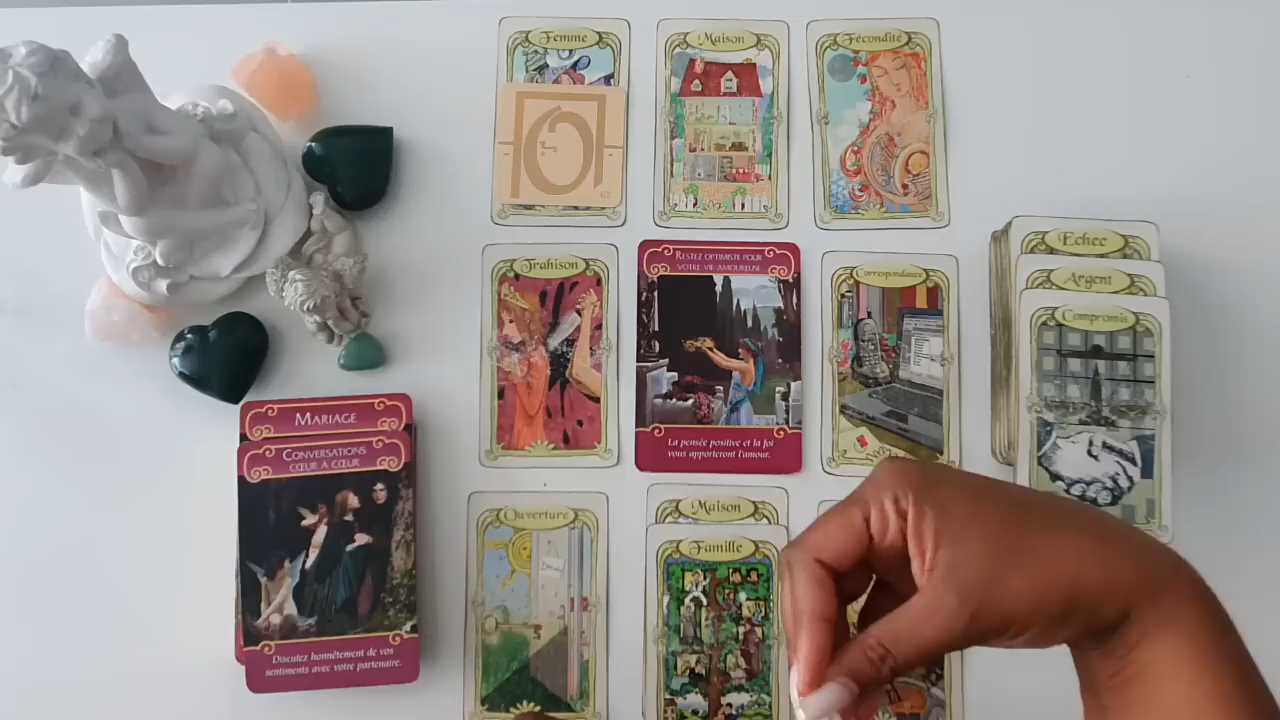 Femme
Maison
Fécondité
Trahison
Restez optimiste pour
votre vie amoureuse
La pensée positive et la foi
vous apporteront l'amour.
Correspondance
Echec
Argent
Compromis
Mariage
Conversations
cœur à cœur
Discutez honnêtement de vos
sentiments avec votre partenaire.
Ouverture
Maison
Famille